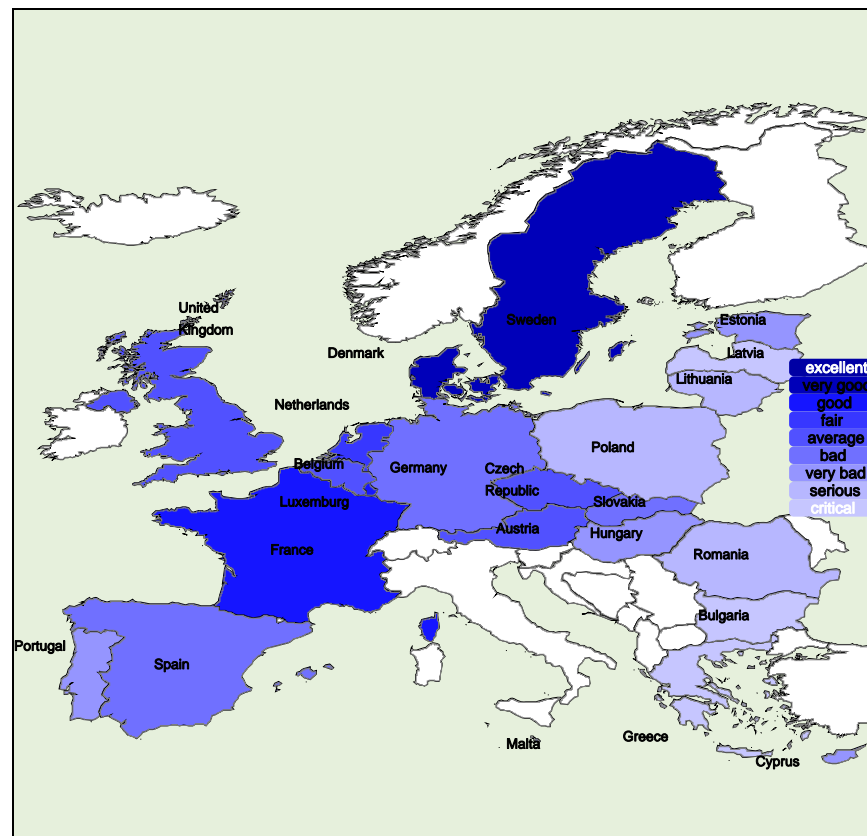 United
Kingdom
Sweden
Estonia
Denmark
Latvia
Lithuania
excellent
very good
good
fair
average
bad
very bad
serious
critical
Netherlands
Belgium
Germany
Czech
Republic
Poland
Luxemburg
Slovakia
Austria
Hungary
France
Romania
Bulgaria
Portugal
Spain
Malta
Greece
Cyprus